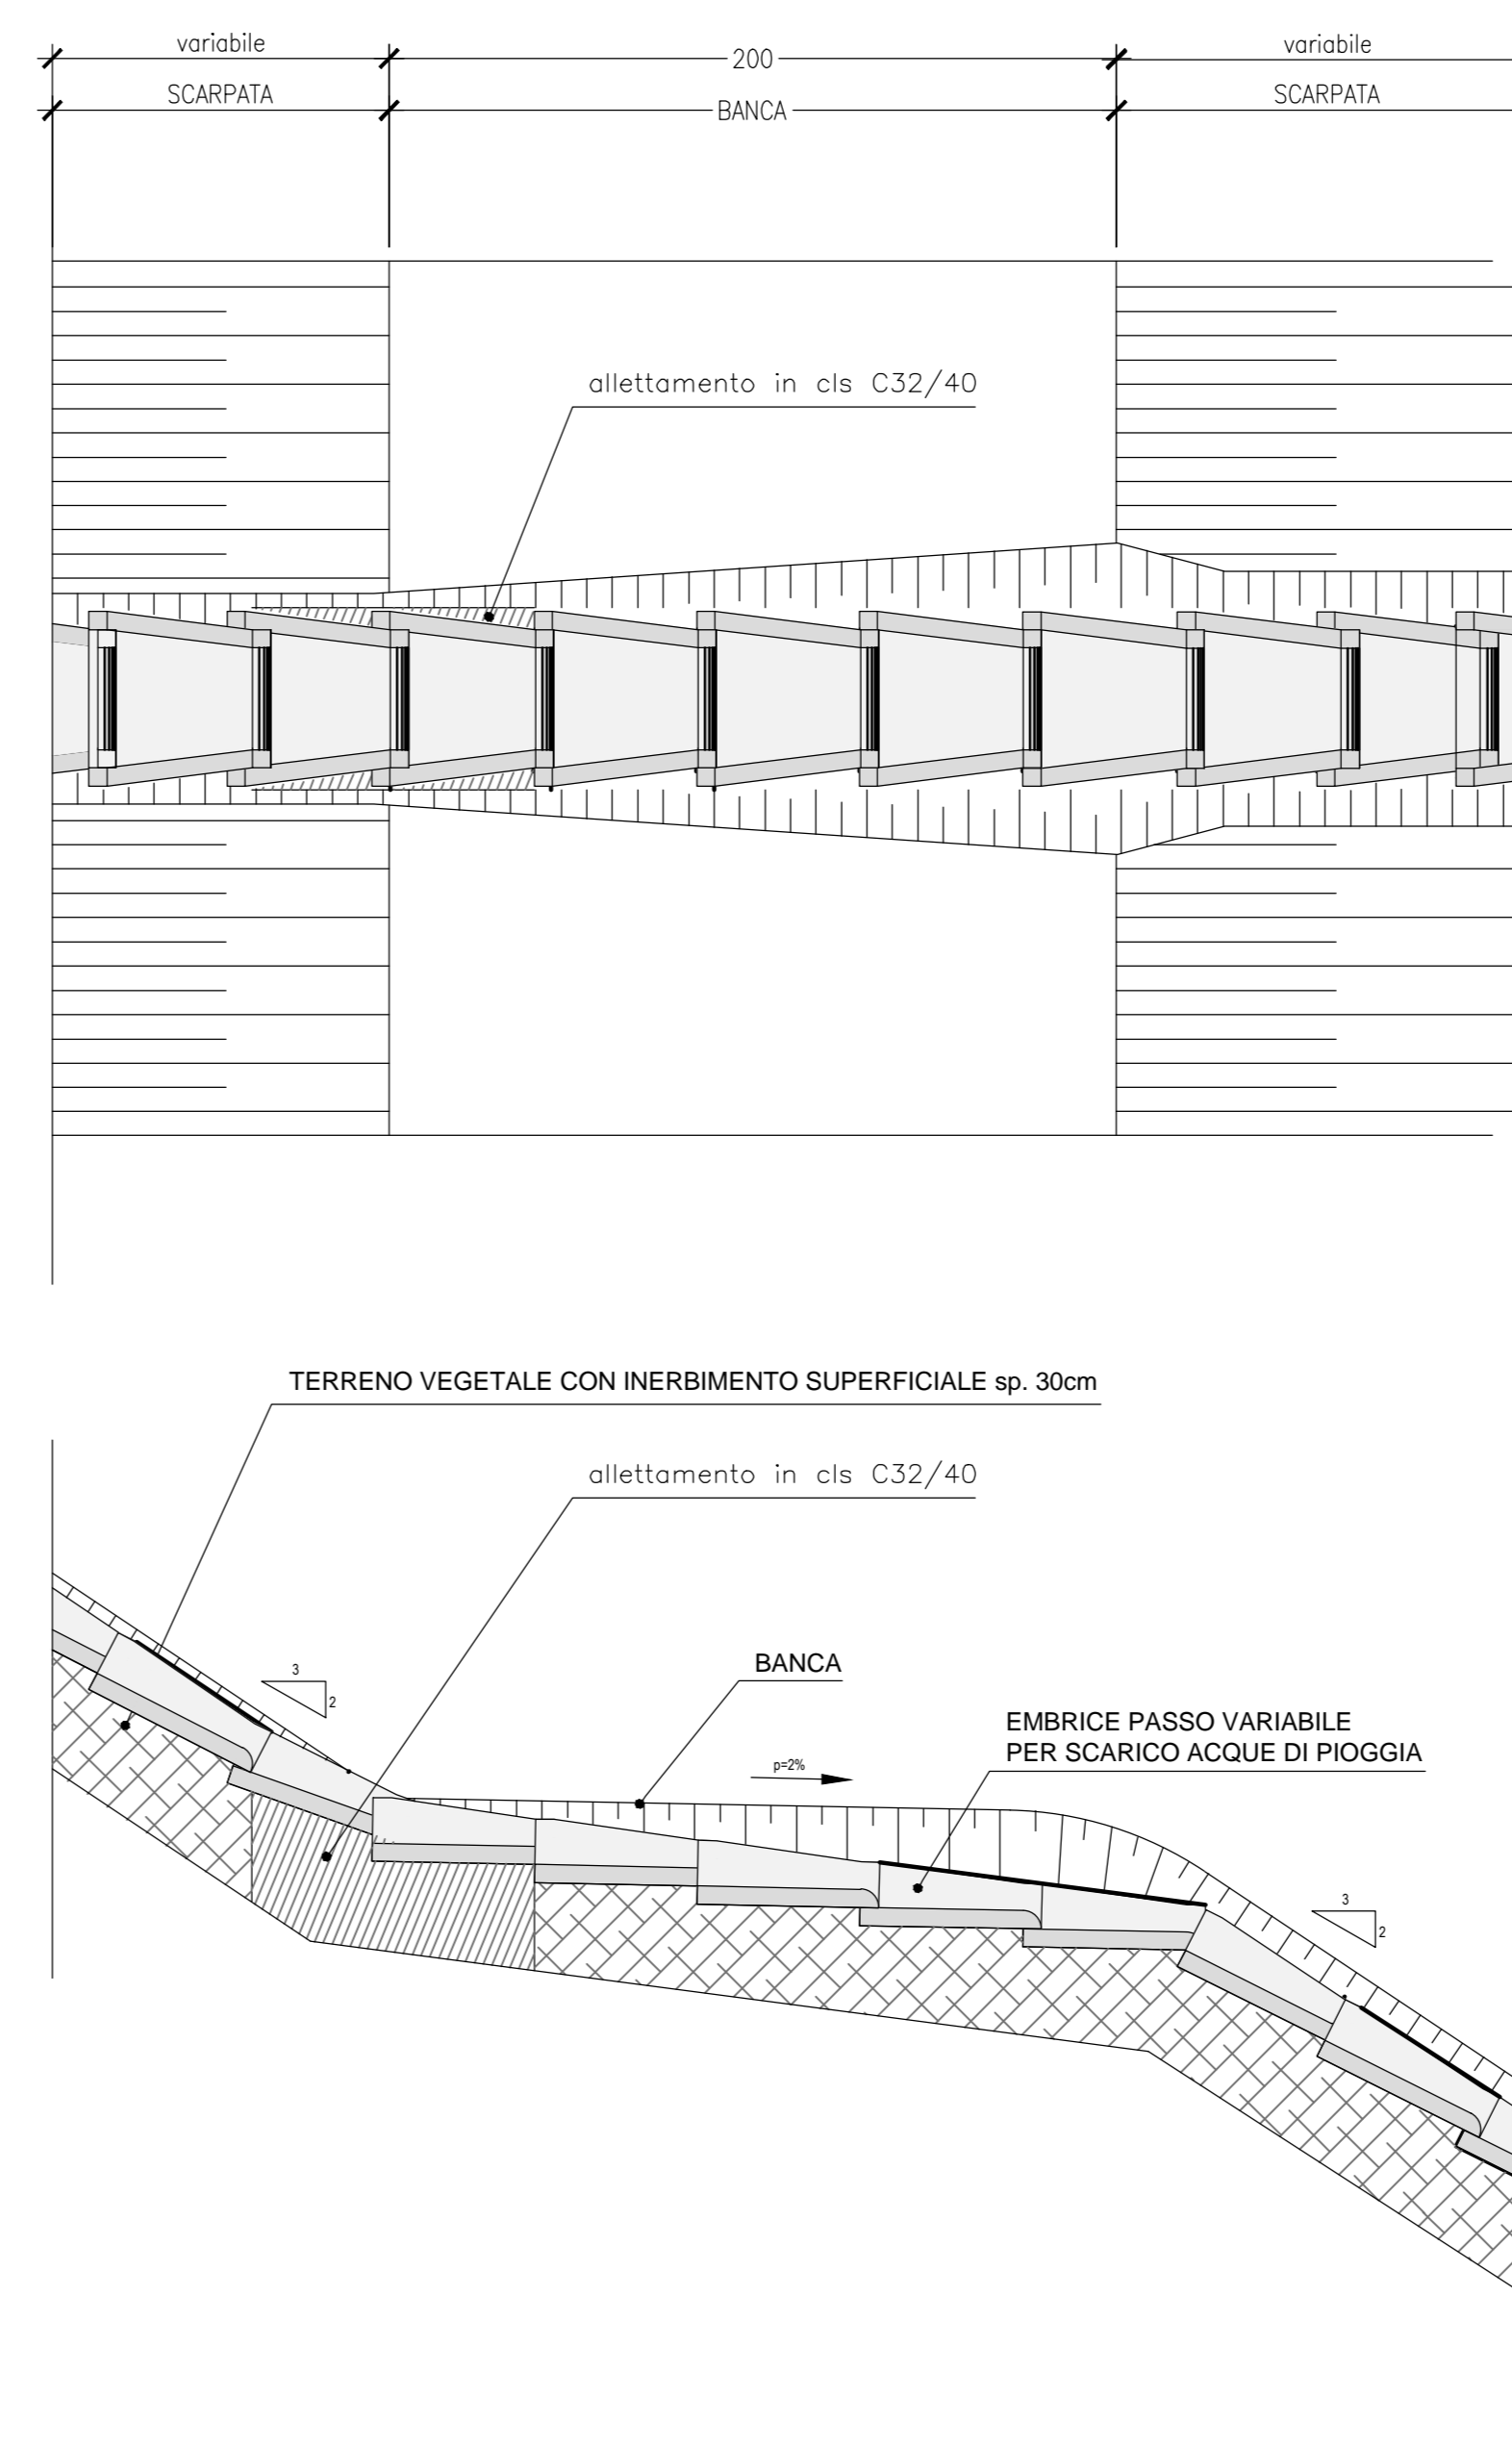 variabile
200
variabile
SCARPATA
BANCA
SCARPATA
allettamento in cls C32/40
TERRENO VEGETALE CON INERBIMENTO SUPERFICIALE sp. 30cm
allettamento in cls C32/40
BANCA
3
2
EMBRICE PASSO VARIABILE
PER SCARICO ACQUE DI PIOGGIA
p=2%
3
2